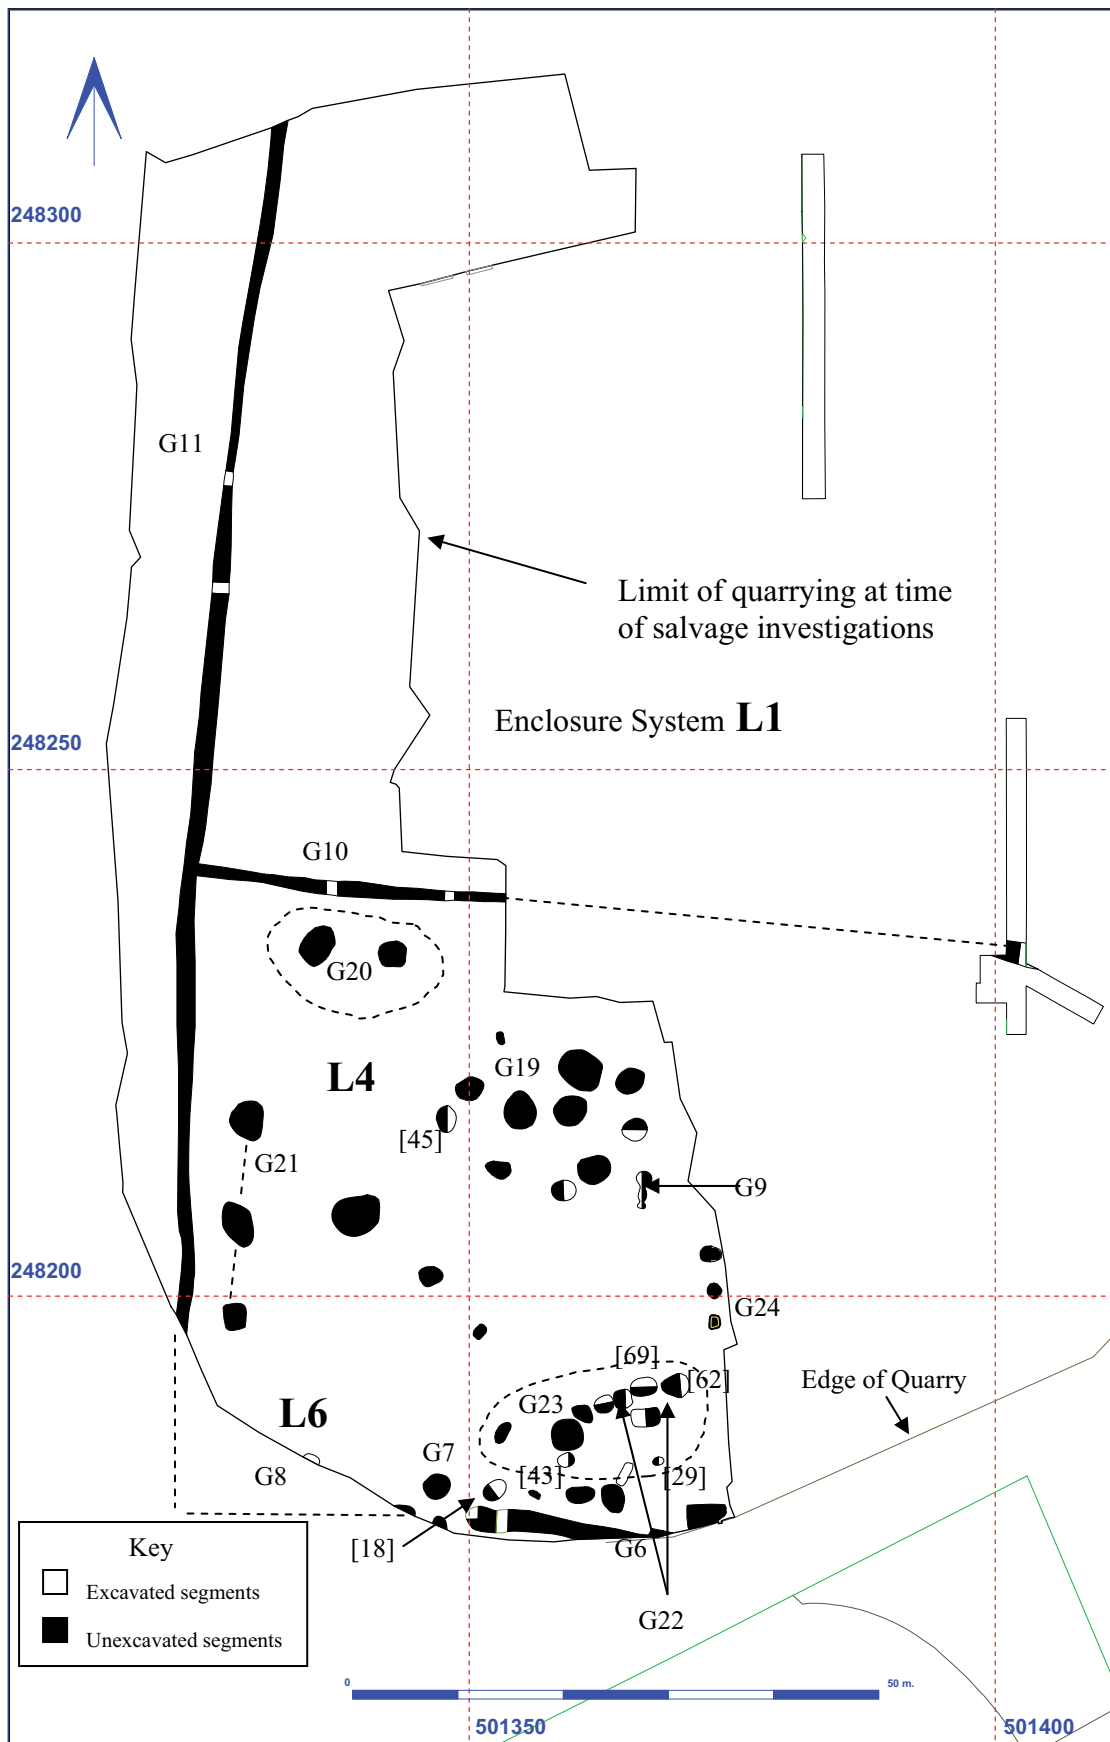 248300
G11
Limit of quarrying at time
of salvage investigations
Enclosure System L1
248250
G10
G20
L4
G19
[45]
G21
G9
248200
G24
[69]
[62]
Edge of Quarry
G23
L6
G7
G8
[43]
[29]
[18]
G6
Key
Excavated segments
Unexcavated segments
G22
0
50 m.
501350
501400